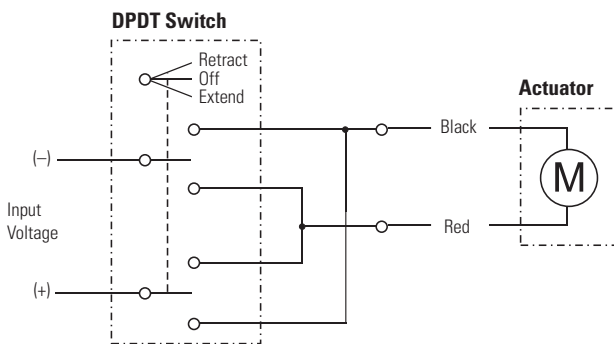 DPDT Switch
Retract
Off
Extend
Actuator
Black
(–)
M
Input
Voltage
Red
(+)